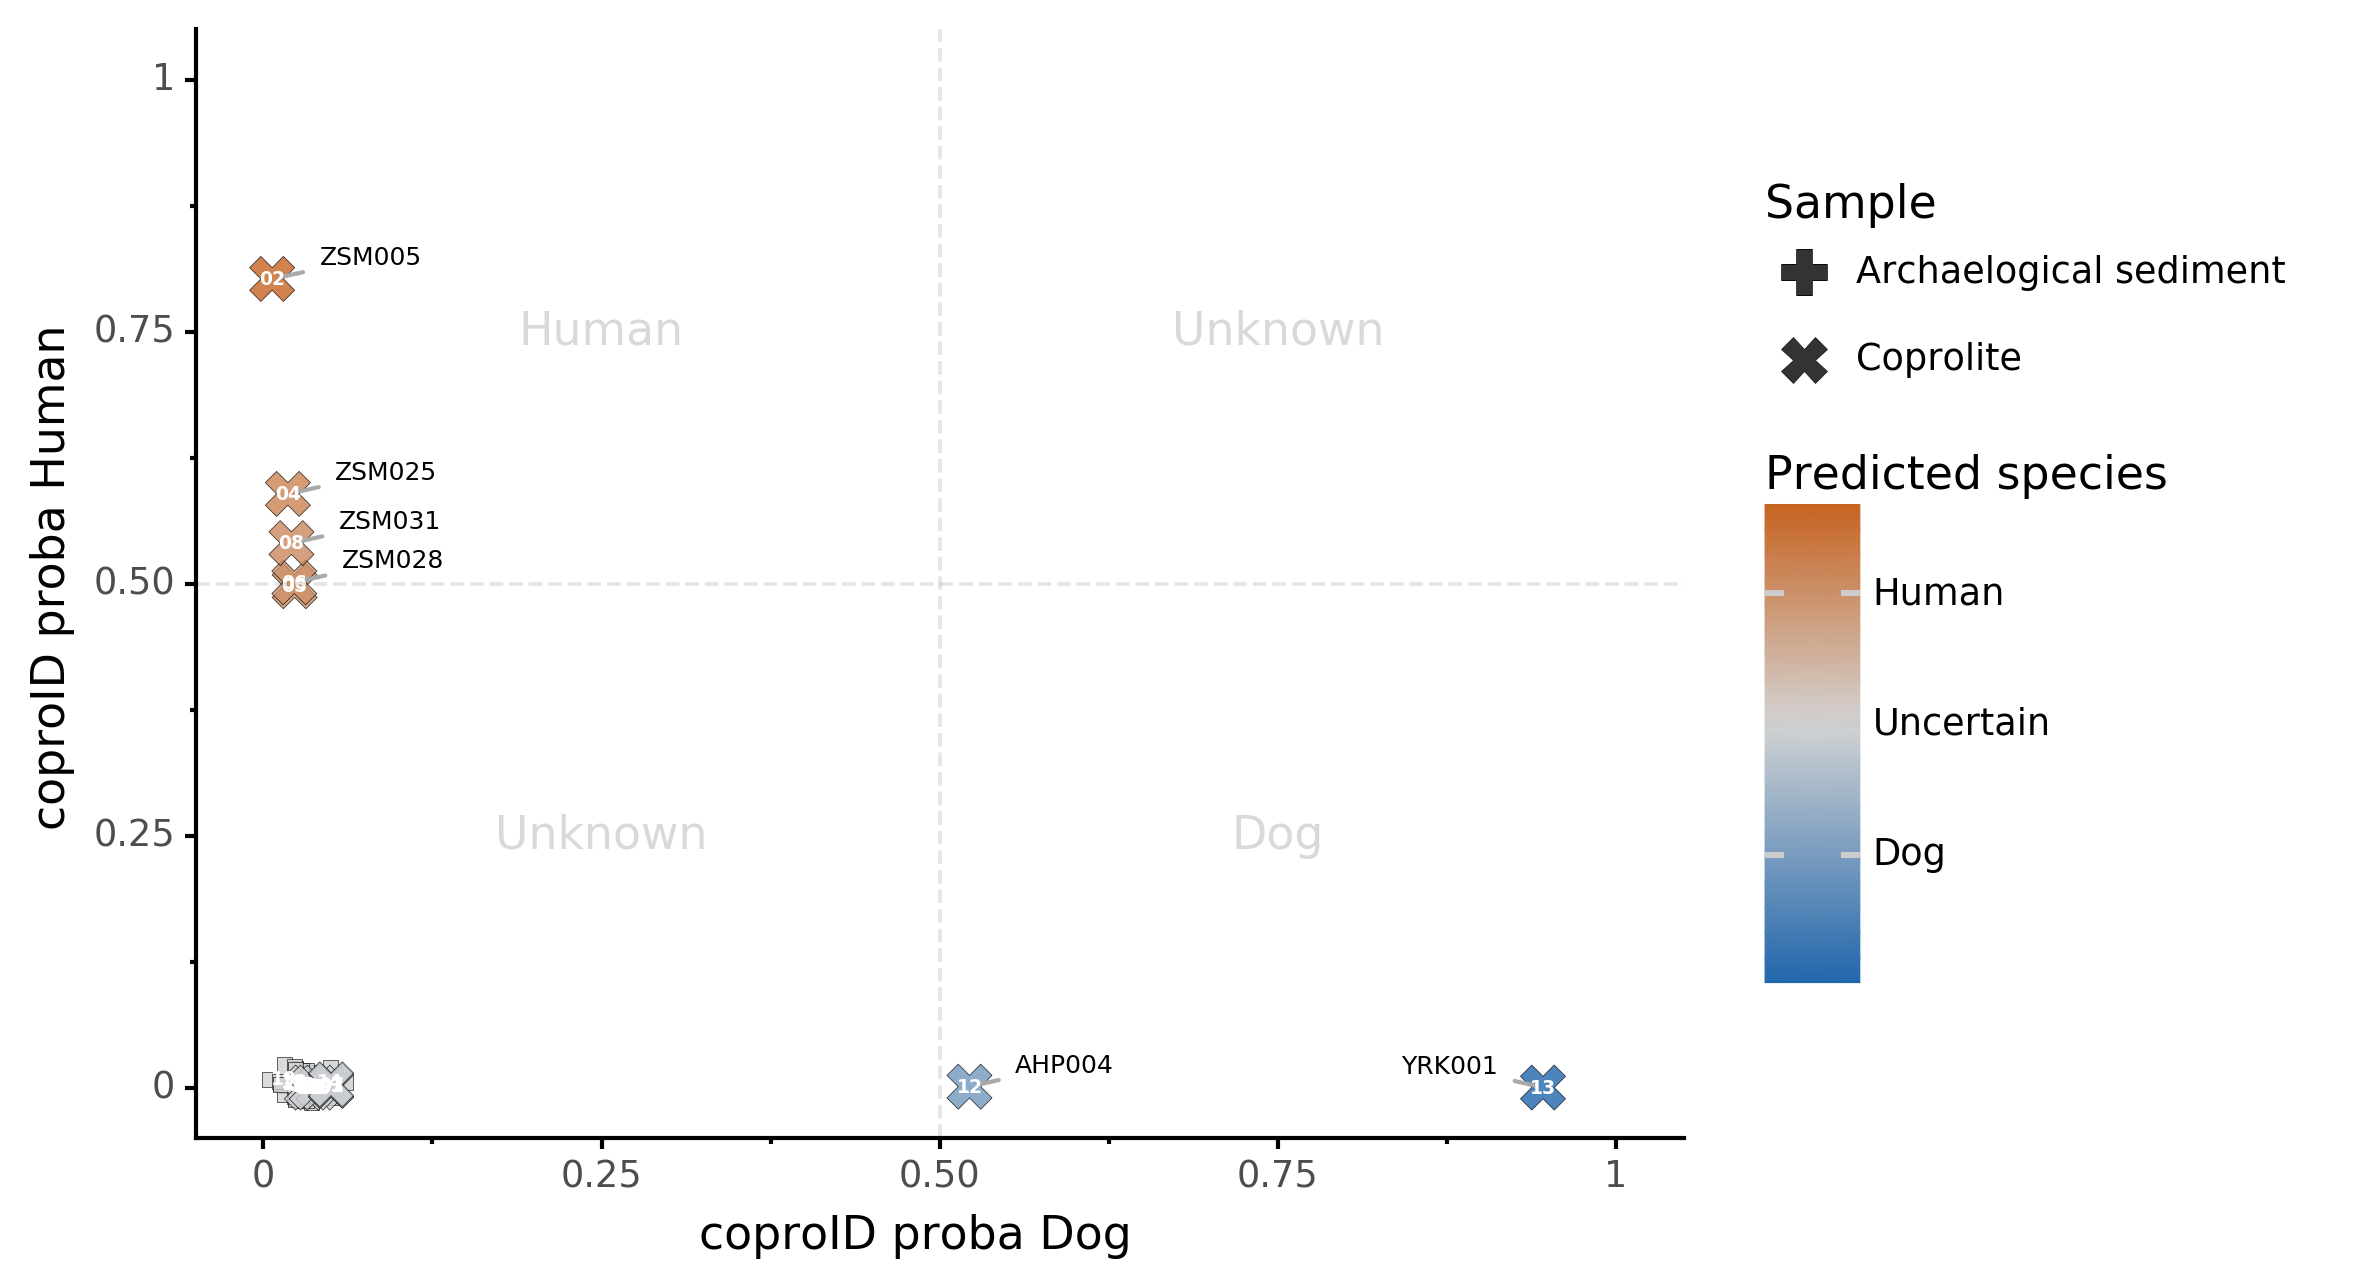 1
0.75
0.50
0.25
0
coproID proba Human
02
ZSM005
Human
Unknown
04
ZSM025
08
ZSM031
ZSM028
Unknown
Dog
12
AHP004
YRK001
13
0
0.25
0.50
0.75
1
coproID proba Dog
Sample
Archaelogical sediment
Coprolite
Predicted species
Human
Uncertain
Dog